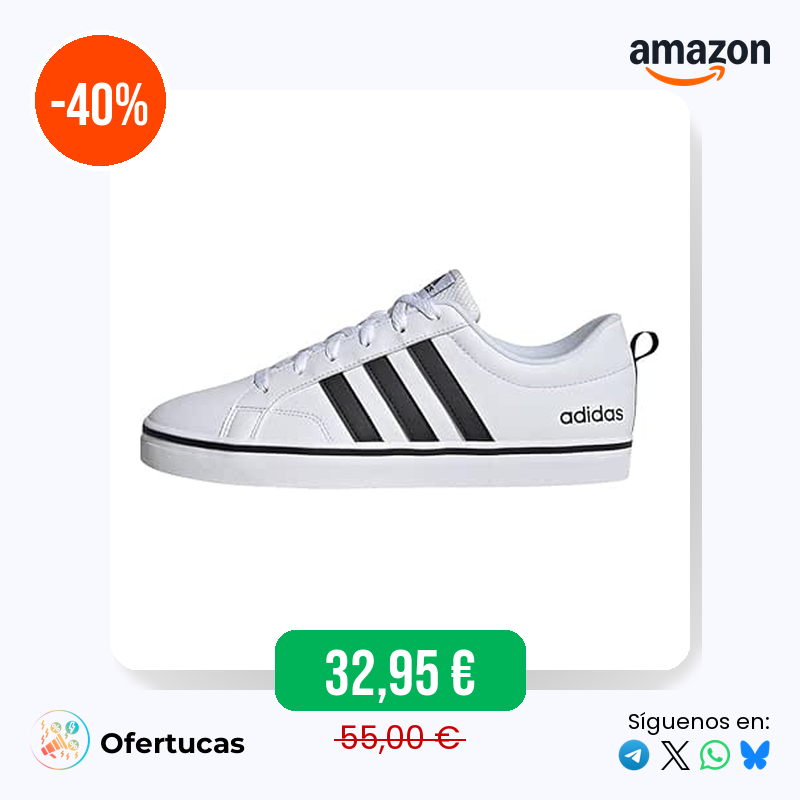 -40%
amazon
adidas
32,95 €
55,00 €
Ofertucas
Síguenos en: